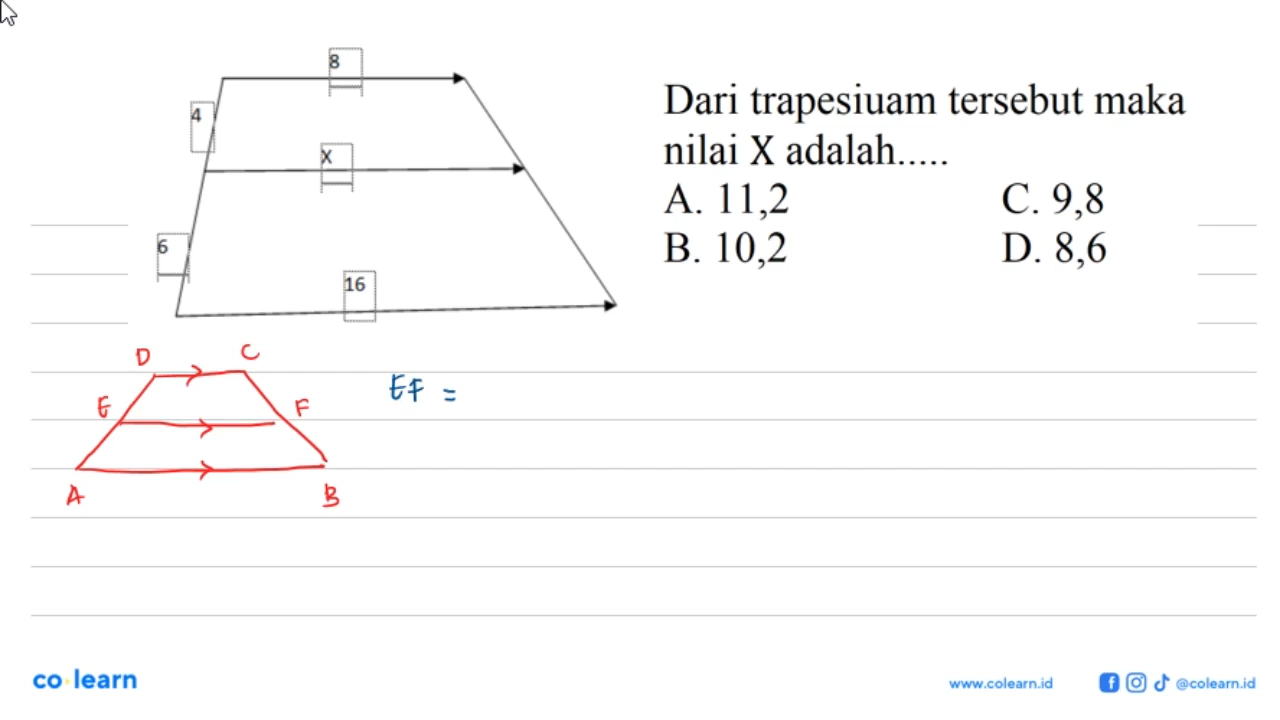 8
4
X
6
16
Dari trapesiuam tersebut maka
nilai X adalah.....
A. 11,2 C. 9,8
B. 10,2 D. 8,6
D C
E F
A B
EF =
co learn
www.colearn.id @colearn.id